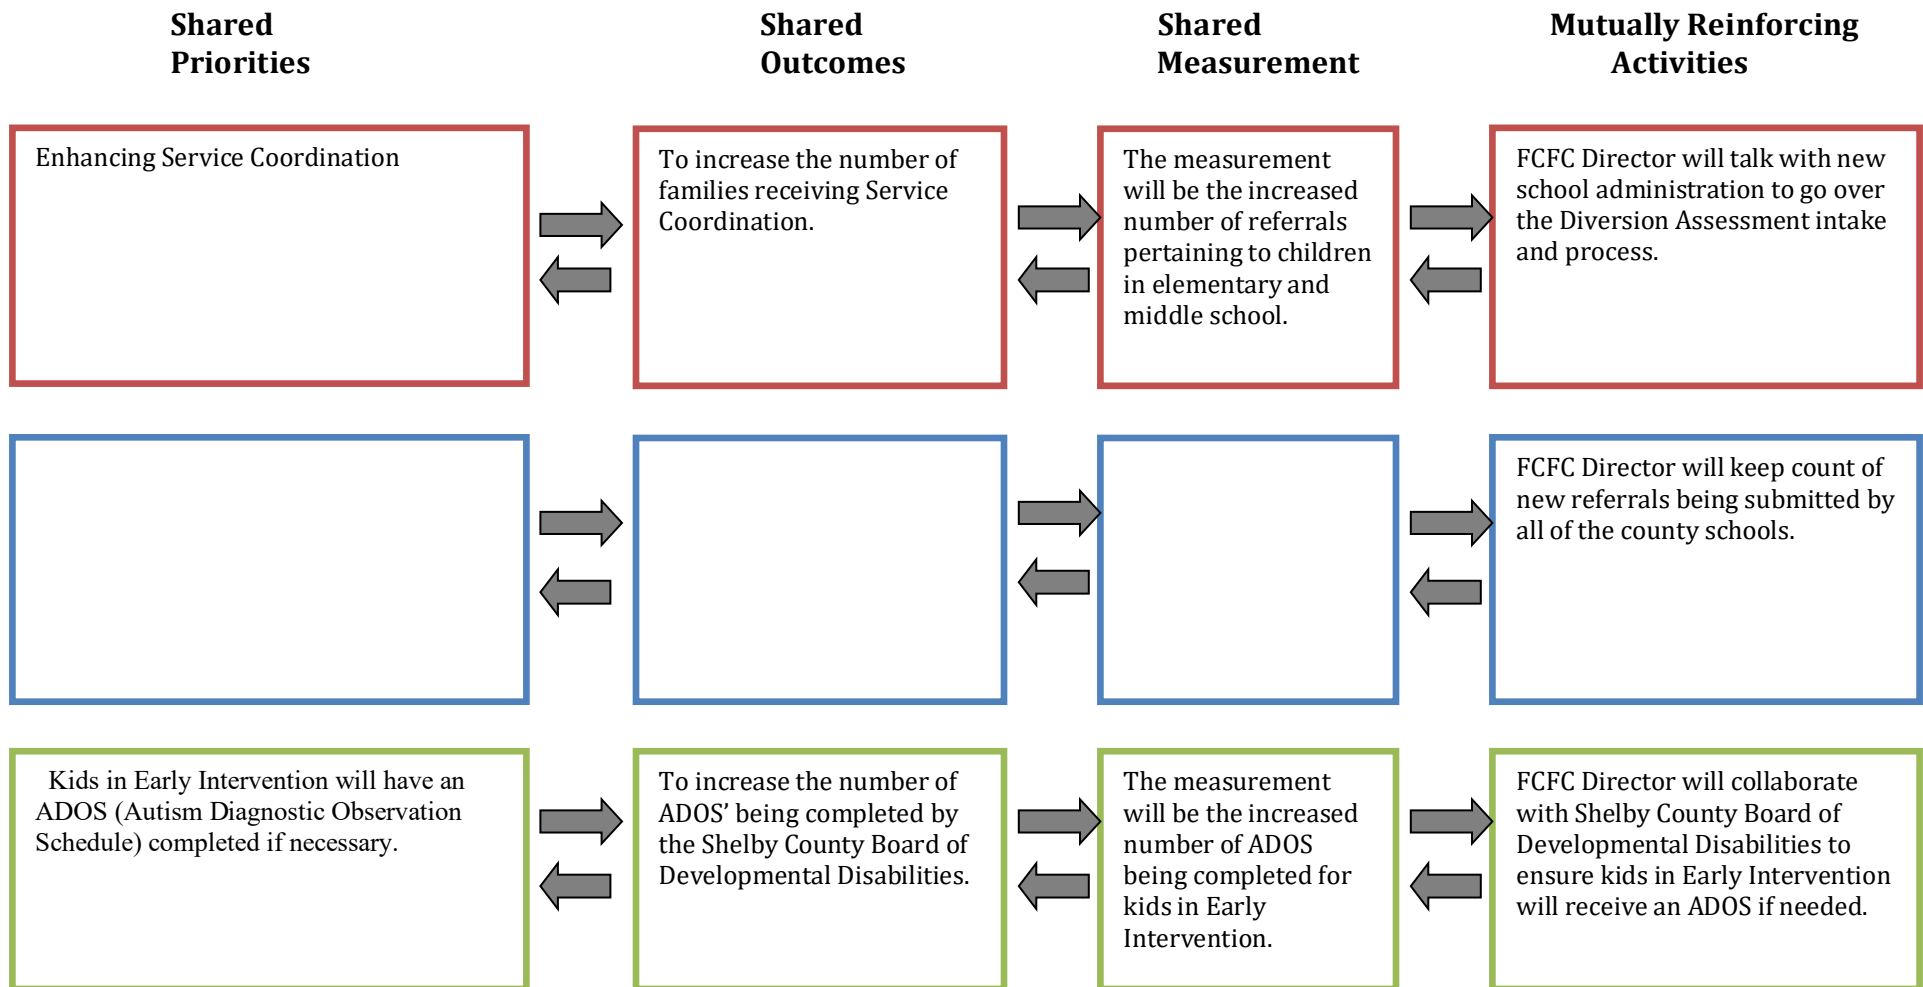 Shared
Priorities
Shared
Outcomes
Shared
Measurement
Mutually Reinforcing
Activities
Enhancing Service Coordination
To increase the number of
families receiving Service
Coordination.
The measurement
will be the increased
number of referrals
pertaining to children
in elementary and
middle school.
FCFC Director will talk with new
school administration to go over
the Diversion Assessment intake
and process.
FCFC Director will keep count of
new referrals being submitted by
all of the county schools.
Kids in Early Intervention will have an
ADOS (Autism Diagnostic Observation
Schedule) completed if necessary.
To increase the number of
ADOS’ being completed by
the Shelby County Board of
Developmental Disabilities.
The measurement
will be the increased
number of ADOS
being completed for
kids in Early
Intervention.
FCFC Director will collaborate
with Shelby County Board of
Developmental Disabilities to
ensure kids in Early Intervention
will receive an ADOS if needed.